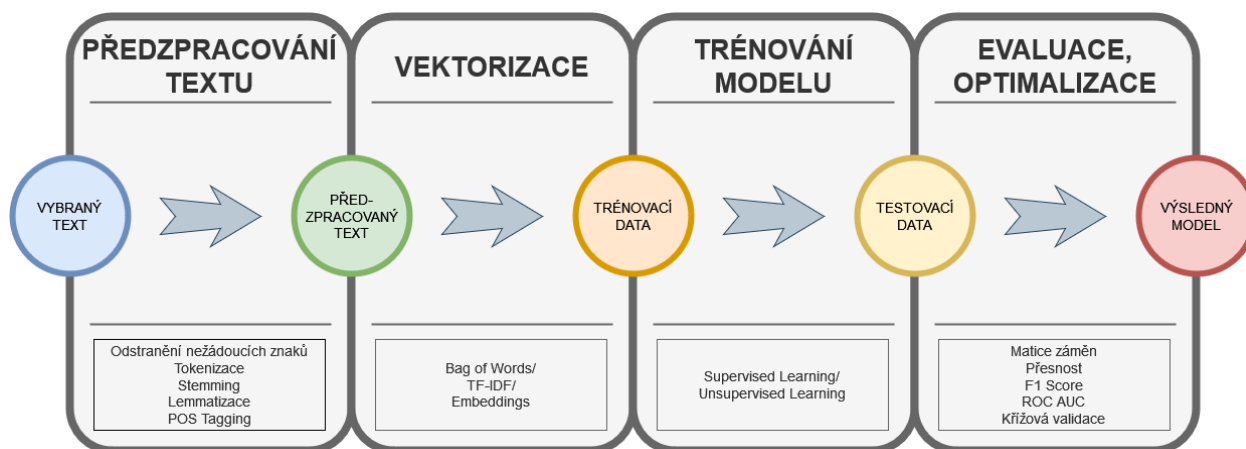 PŘEDZPRACOVÁNÍ
TEXTU
VEKTORIZACE
TRÉNOVÁNÍ
MODELU
EVALUACE,
OPTIMALIZACE
VYBRANÝ
TEXT
PŘED-
ZPRACOVANÝ
TEXT
TRÉNOVACÍ
DATA
TESTOVACÍ
DATA
VÝSLEDNÝ
MODEL
Odstranění nežádoucích znaků
Tokenizace
Stemming
Lemmatizace
POS Tagging
Bag of Words/
TF-IDF/
Embeddings
Supervised Learning/
Unsupervised Learning
Matice záměn
Přesnost
F1 Score
ROC AUC
Křížová validace